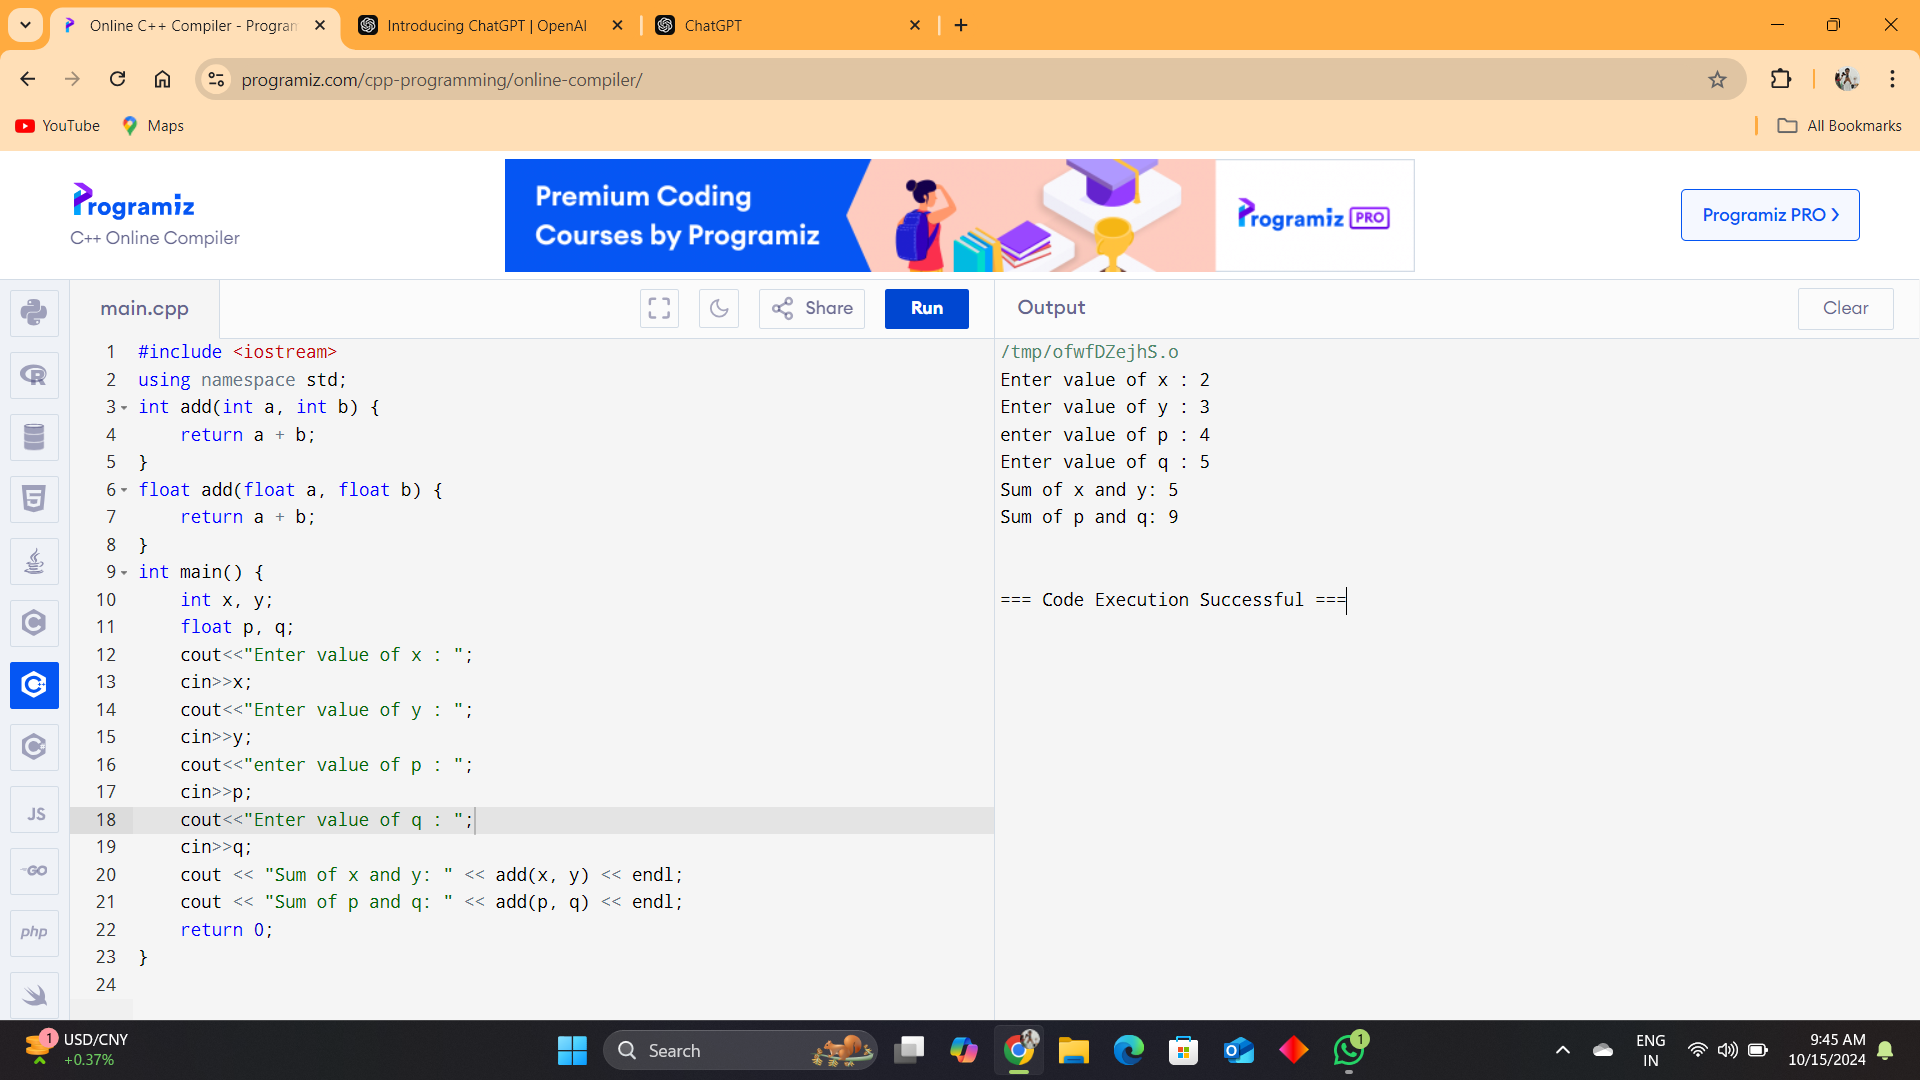 Online C++ Compiler - Program
Introducing ChatGPT | OpenAI
ChatGPT
programiz.com/cpp-programming/online-compiler/
YouTube
Maps
All Bookmarks
Programiz
C++ Online Compiler
Premium Coding
Courses by Programiz
Programiz PRO
Programiz PRO >
main.cpp
Share
Run
Output
Clear
1 #include <iostream>
2 using namespace std;
3 int add(int a, int b) {
4     return a + b;
5 }
6 float add(float a, float b) {
7     return a + b;
8 }
9 int main() {
10     int x, y;
11     float p, q;
12     cout<<"Enter value of x : ";
13     cin>>x;
14     cout<<"Enter value of y : ";
15     cin>>y;
16     cout<<"enter value of p : ";
17     cin>>p;
18     cout<<"Enter value of q : ";
19     cin>>q;
20     cout << "Sum of x and y: " << add(x, y) << endl;
21     cout << "Sum of p and q: " << add(p, q) << endl;
22     return 0;
23 }
24
/tmp/ofwfDZejhS.o
Enter value of x : 2
Enter value of y : 3
enter value of p : 4
Enter value of q : 5
Sum of x and y: 5
Sum of p and q: 9
=== Code Execution Successful ===
JS
GO
php
1
USD/CNY
+0.37%
Search
1
ENG
IN
9:45 AM
10/15/2024